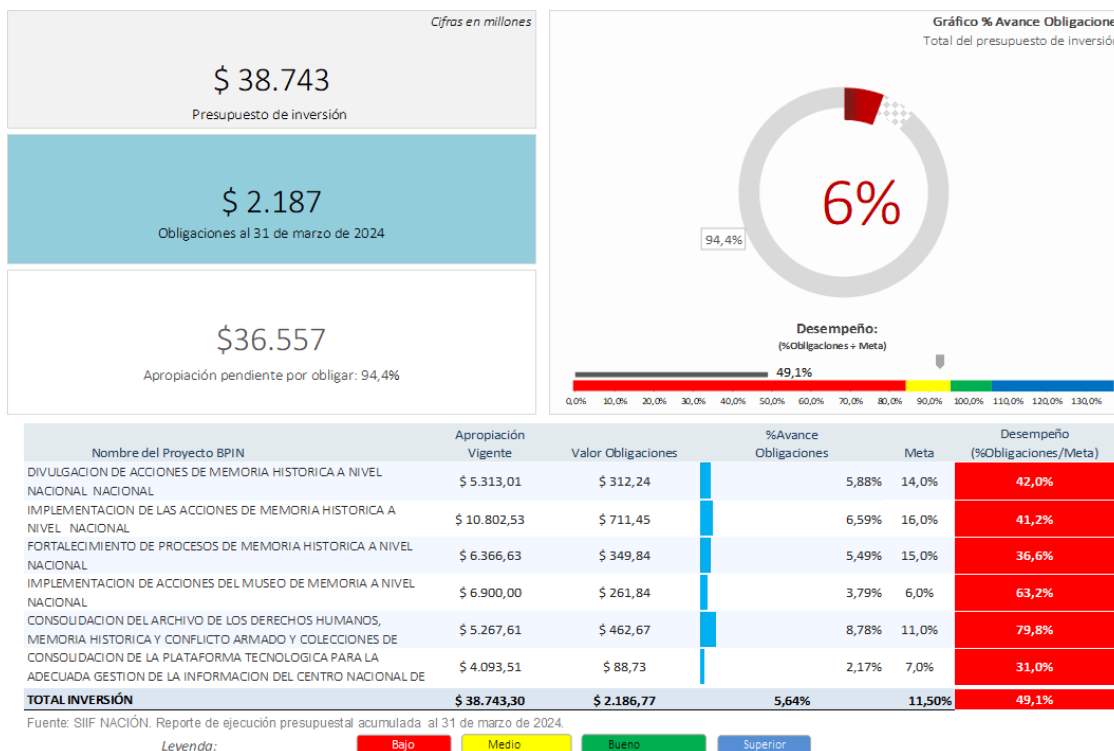 Cifras en millones
$ 38.743
Presupuesto de inversión
$ 2.187
Obligaciones al 31 de marzo de 2024
$36.557
Apropiación pendiente por obligar: 94,4%
Gráfico % Avance Obligacione
Total del presupuesto de inversión
6%
94,4%
Desempeño:
(%Obligaciones ÷ Meta)
49,1%
0,0% 10,0% 20,0% 30,0% 40,0% 50,0% 60,0% 70,0% 80,0% 90,0% 100,0% 110,0% 120,0% 130,0%
Nombre del Proyecto BPIN Apropiación Vigente Valor Obligaciones %Avance Obligaciones Meta Desempeño (%Obligaciones/Meta)
DIVULGACION DE ACCIONES DE MEMORIA HISTORICA A NIVEL
NACIONAL NACIONAL $ 5.313,01 $ 312,24 5,88% 14,0% 42,0%
IMPLEMENTACION DE LAS ACCIONES DE MEMORIA HISTORICA A
NIVEL NACIONAL $ 10.802,53 $ 711,45 6,59% 16,0% 41,2%
FORTALECIMIENTO DE PROCESOS DE MEMORIA HISTORICA A NIVEL
NACIONAL $ 6.366,63 $ 349,84 5,49% 15,0% 36,6%
IMPLEMENTACION DE ACCIONES DEL MUSEO DE MEMORIA A NIVEL
NACIONAL $ 6.900,00 $ 261,84 3,79% 6,0% 63,2%
CONSOLIDACION DEL ARCHIVO DE LOS DERECHOS HUMANOS,
MEMORIA HISTORICA Y CONFLICTO ARMADO Y COLECCIONES DE $ 5.267,61 $ 462,67 8,78% 11,0% 79,8%
CONSOLIDACION DE LA PLATAFORMA TECNOLOGICA PARA LA
ADECUADA GESTION DE LA INFORMACION DEL CENTRO NACIONAL DE $ 4.093,51 $ 88,73 2,17% 7,0% 31,0%
TOTAL INVERSIÓN $ 38.743,30 $ 2.186,77 5,64% 11,50% 49,1%
Fuente: SIIF NACIÓN. Reporte de ejecución presupuestal acumulada al 31 de marzo de 2024.
Leyenda: Bajo Medio Bueno Superior